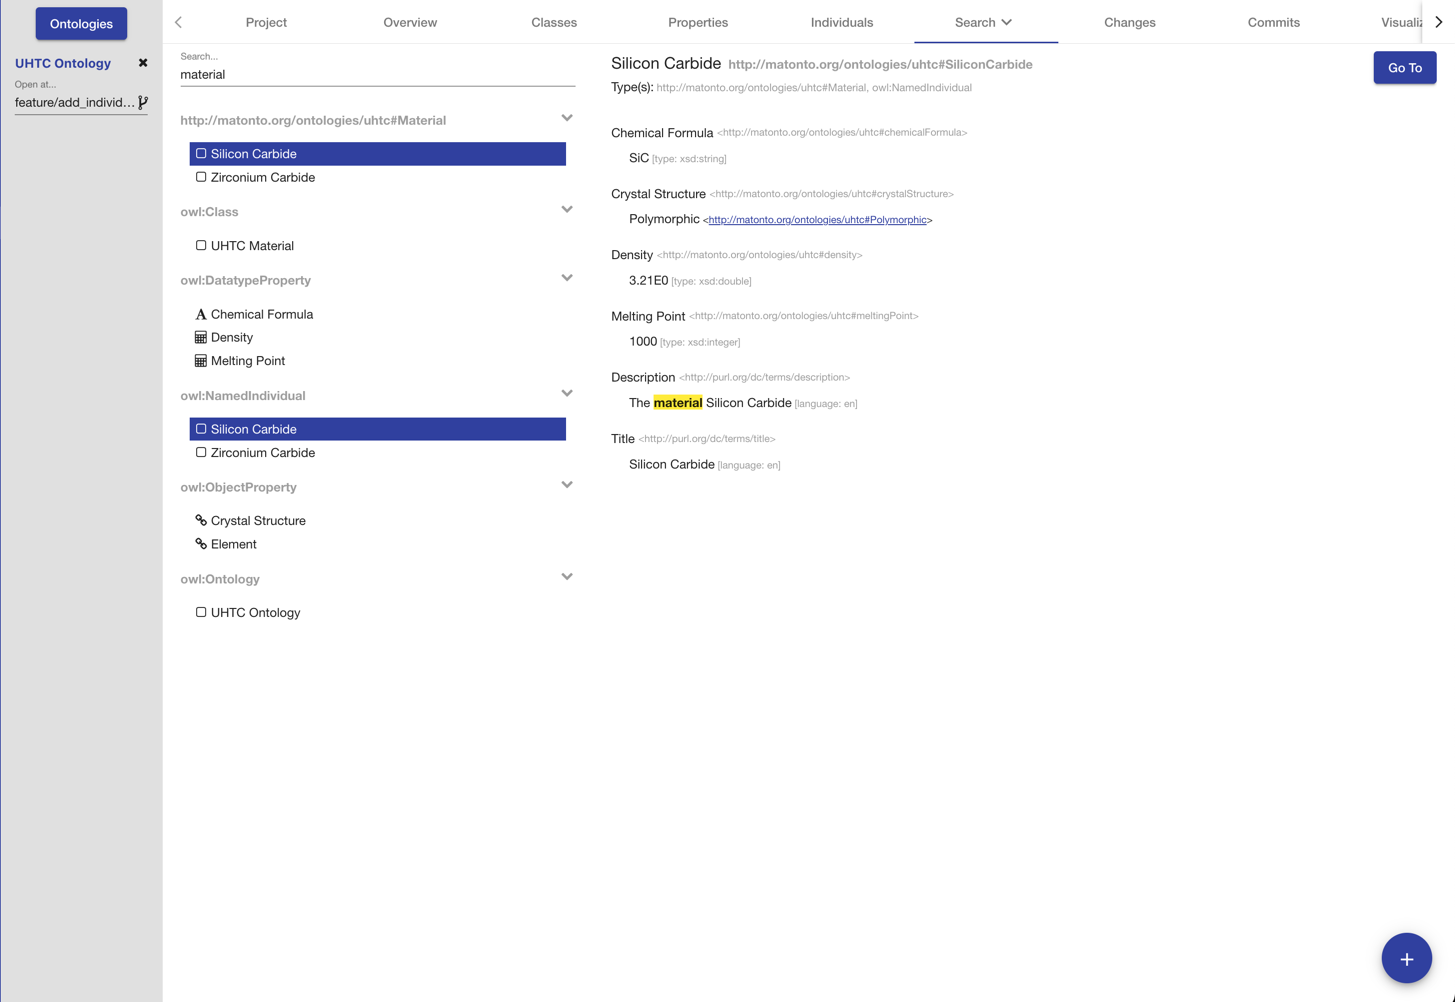 Ontologies
UHTC Ontology
Open at...
feature/add_individ...
Project Overview Classes Properties Individuals Search Changes Commits Visualiz
Search...
material
http://matonto.org/ontologies/uhtc#Material
Silicon Carbide
Zirconium Carbide
owl:Class
UHTC Material
owl:DatatypeProperty
Chemical Formula
Density
Melting Point
owl:NamedIndividual
Silicon Carbide
Zirconium Carbide
owl:ObjectProperty
Crystal Structure
Element
owl:Ontology
UHTC Ontology
Silicon Carbide http://matonto.org/ontologies/uhtc#SiliconCarbide
Go To
Type(s): http://matonto.org/ontologies/uhtc#Material, owl:NamedIndividual
Chemical Formula <http://matonto.org/ontologies/uhtc#chemicalFormula>
SiC [type: xsd:string]
Crystal Structure <http://matonto.org/ontologies/uhtc#crystalStructure>
Polymorphic <http://matonto.org/ontologies/uhtc#Polymorphic>
Density <http://matonto.org/ontologies/uhtc#density>
3.21E0 [type: xsd:double]
Melting Point <http://matonto.org/ontologies/uhtc#meltingPoint>
1000 [type: xsd:integer]
Description <http://purl.org/dc/terms/description>
The material Silicon Carbide [language: en]
Title <http://purl.org/dc/terms/title>
Silicon Carbide [language: en]